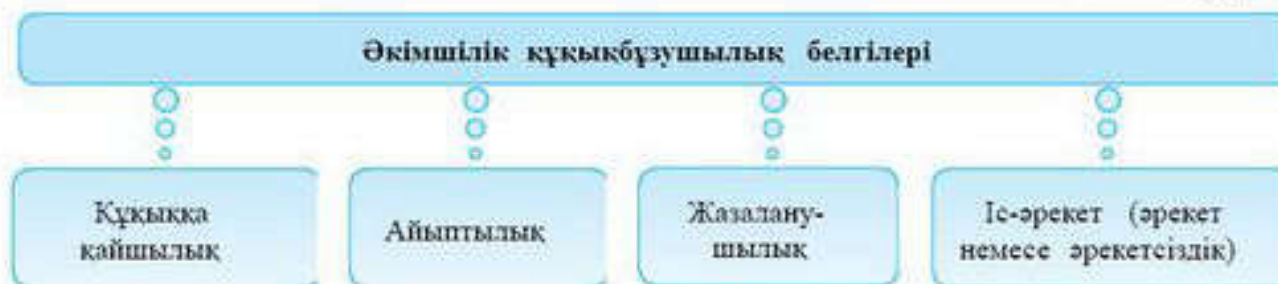 Әкімшілік құқықбұзушылық белгілері
Құқыққа
қайшылық
Айыптылық
Жазалану-
шылық
Іс-әрекет (әрекет
немесе әрекетсіздік)